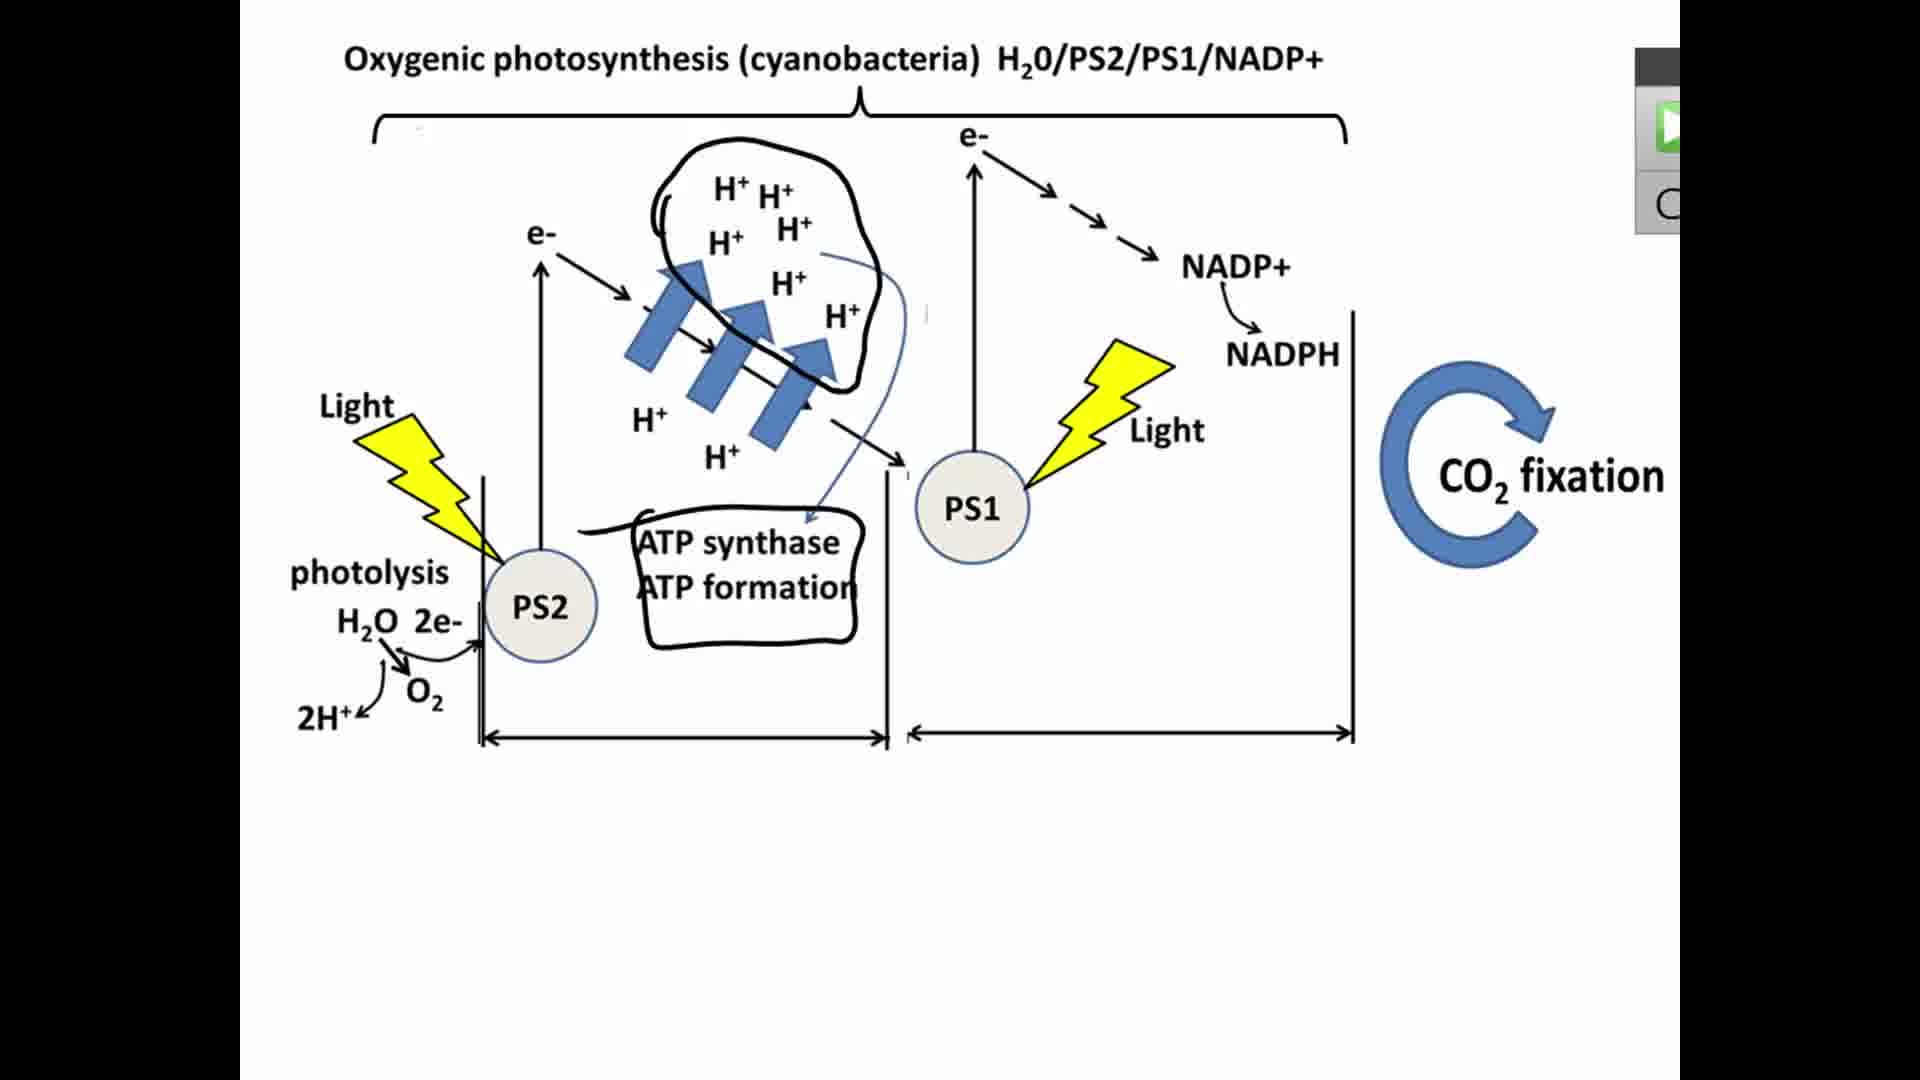 Oxygenic photosynthesis (cyanobacteria) H₂0/PS2/PS1/NADP+
e-
H⁺ H⁺
H⁺ H⁺
H⁺
H⁺
e-
NADP+
NADPH
Light
H⁺
H⁺
Light
PS1
CO₂ fixation
ATP synthase
ATP formation
photolysis
H₂O 2e-
PS2
O₂
2H⁺